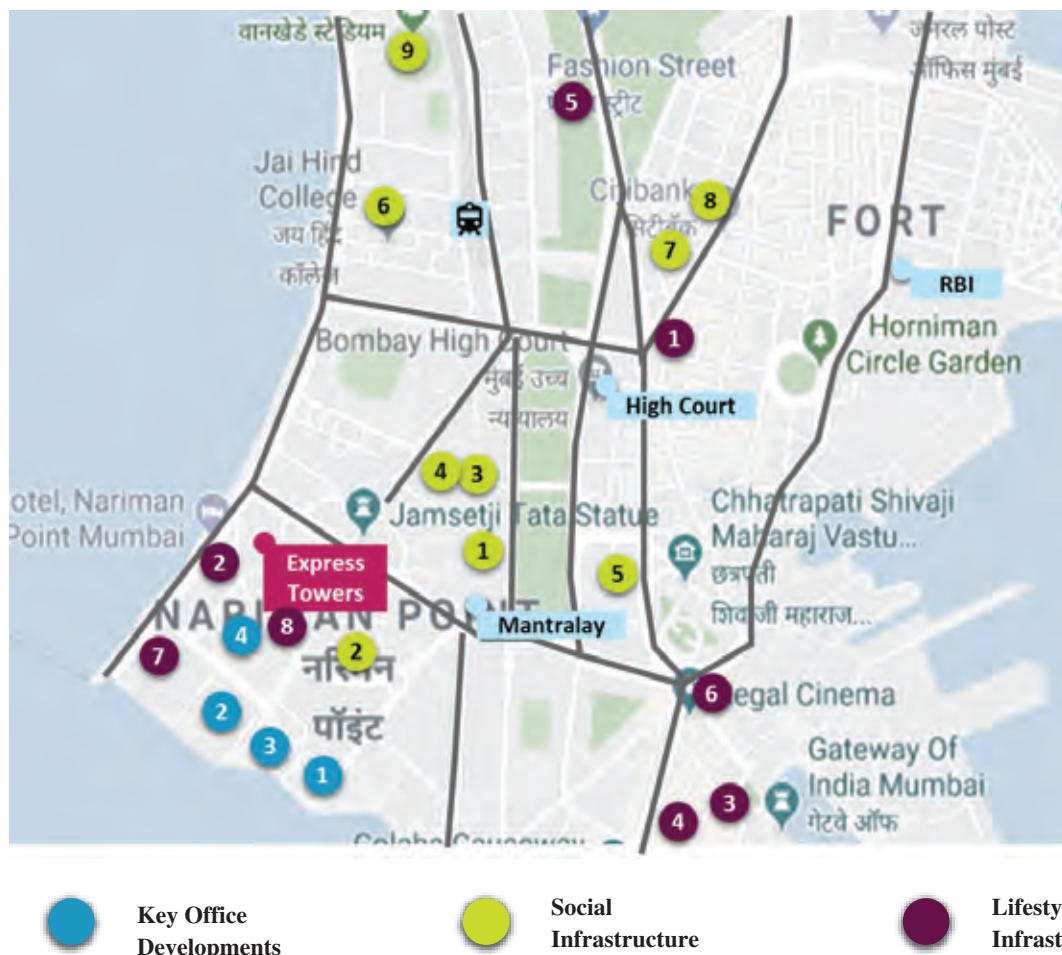 वानखेडे स्टेडियम
9
Fashion Street
5
स्ट्रीट
जनरल पोस्ट
ऑफिस मुंबई
Jai Hind
College
6
जय हिंद
कॉलेज
8
सिटीबँक
7
FORT
RBI
Horniman
Circle Garden
Bombay High Court
मुंबई उच्च
न्यायालय
1
High Court
4
3
Jamsetji Tata Statue
1
5
Chhatrapati Shivaji
Maharaj Vastu...
छत्रपती
शिवाजी महाराज...
otel, Nariman
Point Mumbai
2
Express
Towers
NARIMAN POINT
Mantralay
4
8
2
7
नरिमन
पॉइंट
2
3
1
6
egal Cinema
Gateway Of
India Mumbai
गेटवे ऑफ
3
4
Colaba Causeway
Key Office
Developments
Social
Infrastructure
Lifesty
Infrast